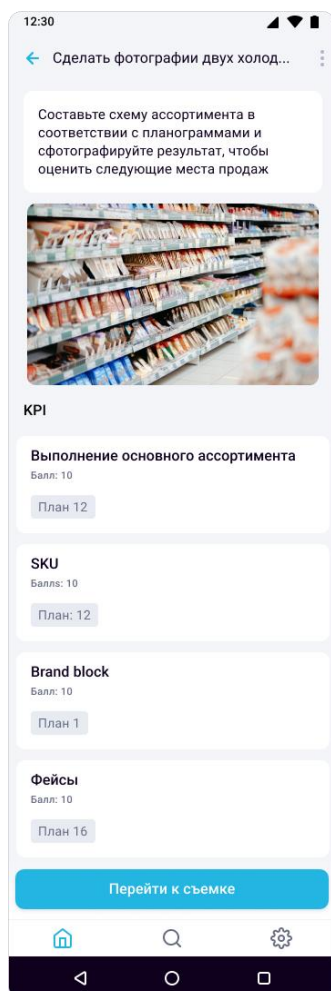 12:30
Сделать фотографии двух холод...
Составьте схему ассортимента в
соответствии с планограммами и
сфотографируйте результат, чтобы
оценить следующие места продаж
KPI
Выполнение основного ассортимента
Балл: 10
План 12
SKU
Баллs: 10
План: 12
Brand block
Балл: 10
План 1
Фейсы
Балл: 10
План 16
Перейти к съемке